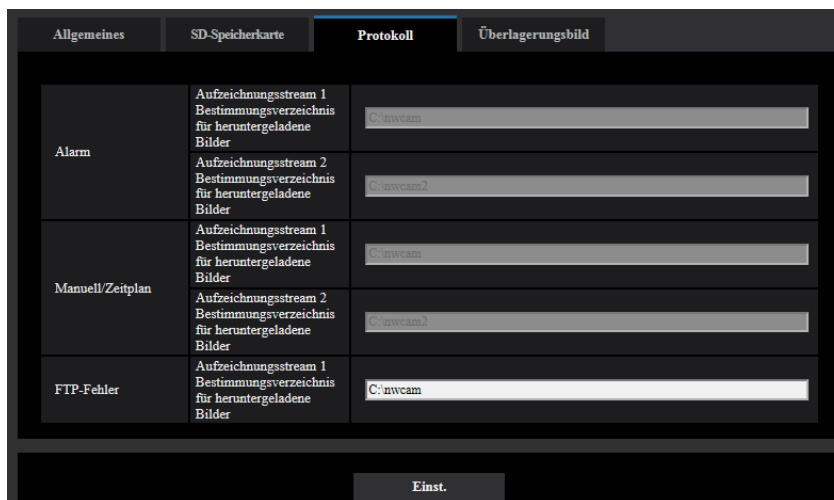 Allgemeines SD-Speicherkarte Protokoll Überlagerungsbild
Alarm
Aufzeichnungsstream 1
Bestimmungsverzeichnis
für heruntergeladene
Bilder
C:\nwcam
Aufzeichnungsstream 2
Bestimmungsverzeichnis
für heruntergeladene
Bilder
C:\nwcam2
Manuell/Zeitplan
Aufzeichnungsstream 1
Bestimmungsverzeichnis
für heruntergeladene
Bilder
C:\nwcam
Aufzeichnungsstream 2
Bestimmungsverzeichnis
für heruntergeladene
Bilder
C:\nwcam2
FTP-Fehler
Aufzeichnungsstream 1
Bestimmungsverzeichnis
für heruntergeladene
Bilder
C:\nwcam
Einst.